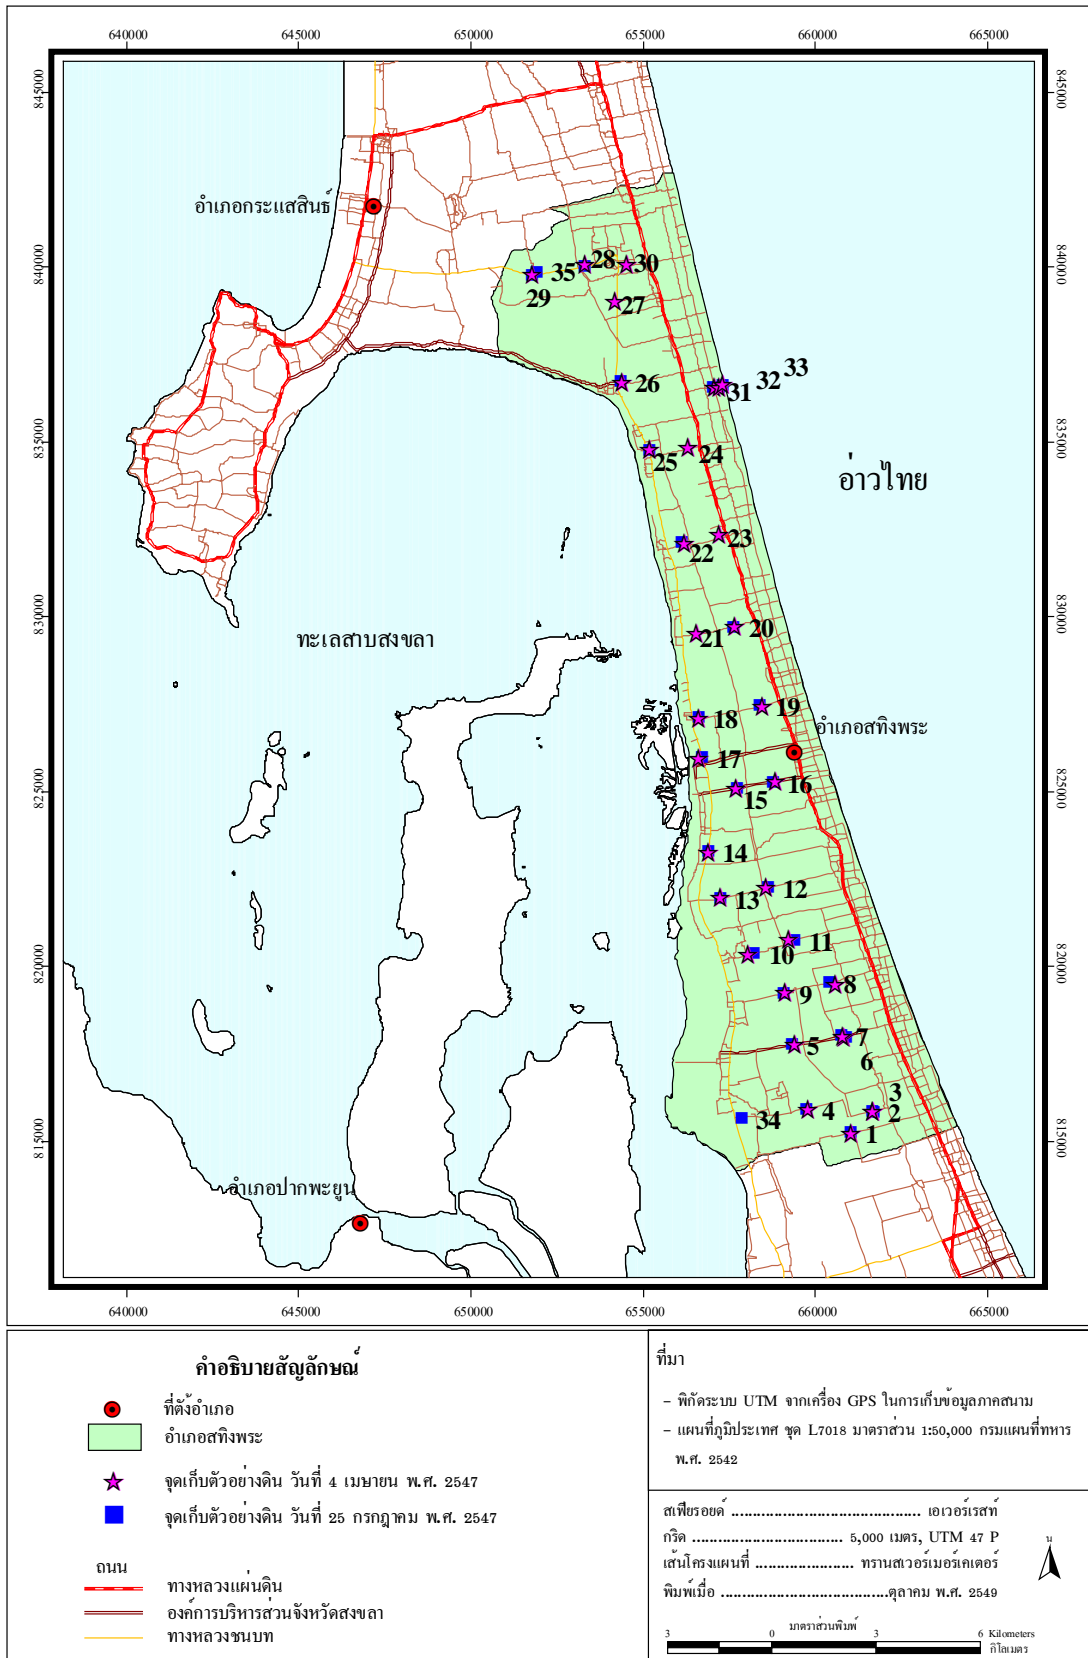 640000 645000 650000 655000 660000 665000
845000 845000
อำเภอกระแสสินธุ์
840000 840000
35 28 30
29
27
26
33
32
31
835000 835000
25 24
อ่าวไทย
23
22
830000 830000
ทะเลสาบสงขลา
21 20
19
18
อำเภอสทิงพระ
17
16
825000 825000
15
14
12
13
11
10
820000 820000
8
9
7
5
6
3
4 2
34
1
815000 815000
อำเภอปากพะยูน
640000 645000 650000 655000 660000 665000
คำอธิบายสัญลักษณ์
ที่ตั้งอำเภอ
อำเภอสทิงพระ
จุดเก็บตัวอย่างดิน วันที่ 4 เมษายน พ.ศ. 2547
จุดเก็บตัวอย่างดิน วันที่ 25 กรกฎาคม พ.ศ. 2547
ถนน
ทางหลวงแผ่นดิน
องค์การบริหารส่วนจังหวัดสงขลา
ทางหลวงชนบท
ที่มา
- พิกัดระบบ UTM จากเครื่อง GPS ในการเก็บข้อมูลภาคสนาม
- แผนที่ภูมิประเทศ ชุด L7018 มาตราส่วน 1:50,000 กรมแผนที่ทหาร
พ.ศ. 2542
สเฟียรอยด์ ........................................... เอเวอร์เรสท์
กริด .................................. 5,000 เมตร, UTM 47 P
เส้นโครงแผนที่ ...................... ทรานสเวอร์เมอร์เคเตอร์
พิมพ์เมื่อ ......................................ตุลาคม พ.ศ. 2549
น
มาตราส่วนพิมพ์
3 0 3 6 Kilometers
กิโลเมตร